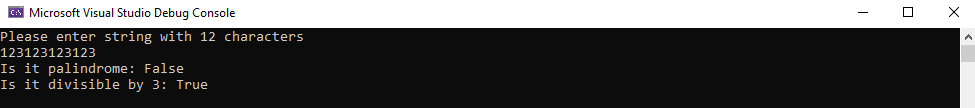 Microsoft Visual Studio Debug Console
Please enter string with 12 characters
123123123123
Is it palindrome: False
Is it divisible by 3: True